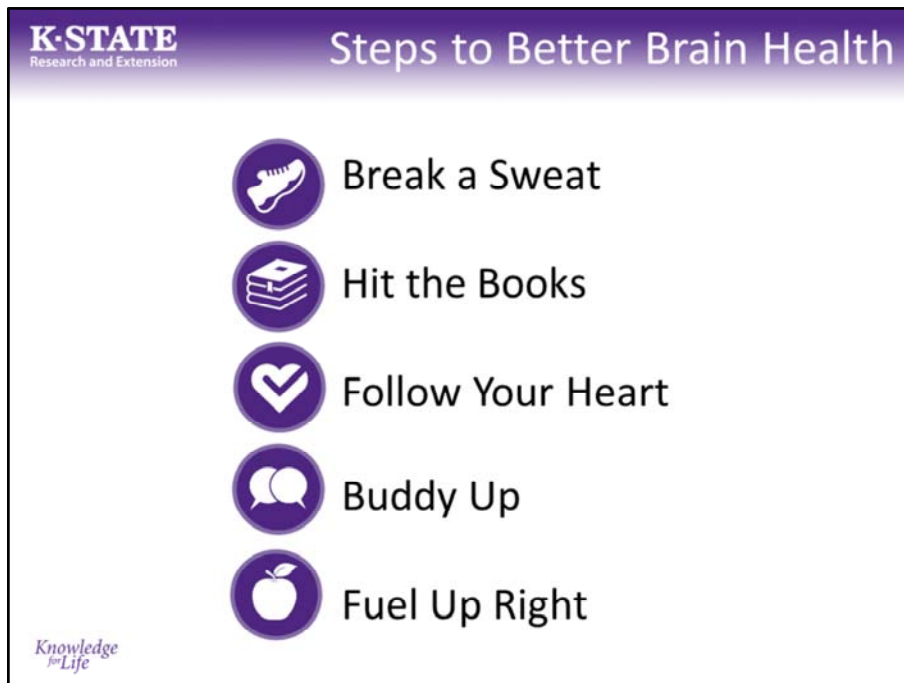 K·STATE
Research and Extension
Steps to Better Brain Health
Break a Sweat
Hit the Books
Follow Your Heart
Buddy Up
Fuel Up Right
Knowledge
for Life